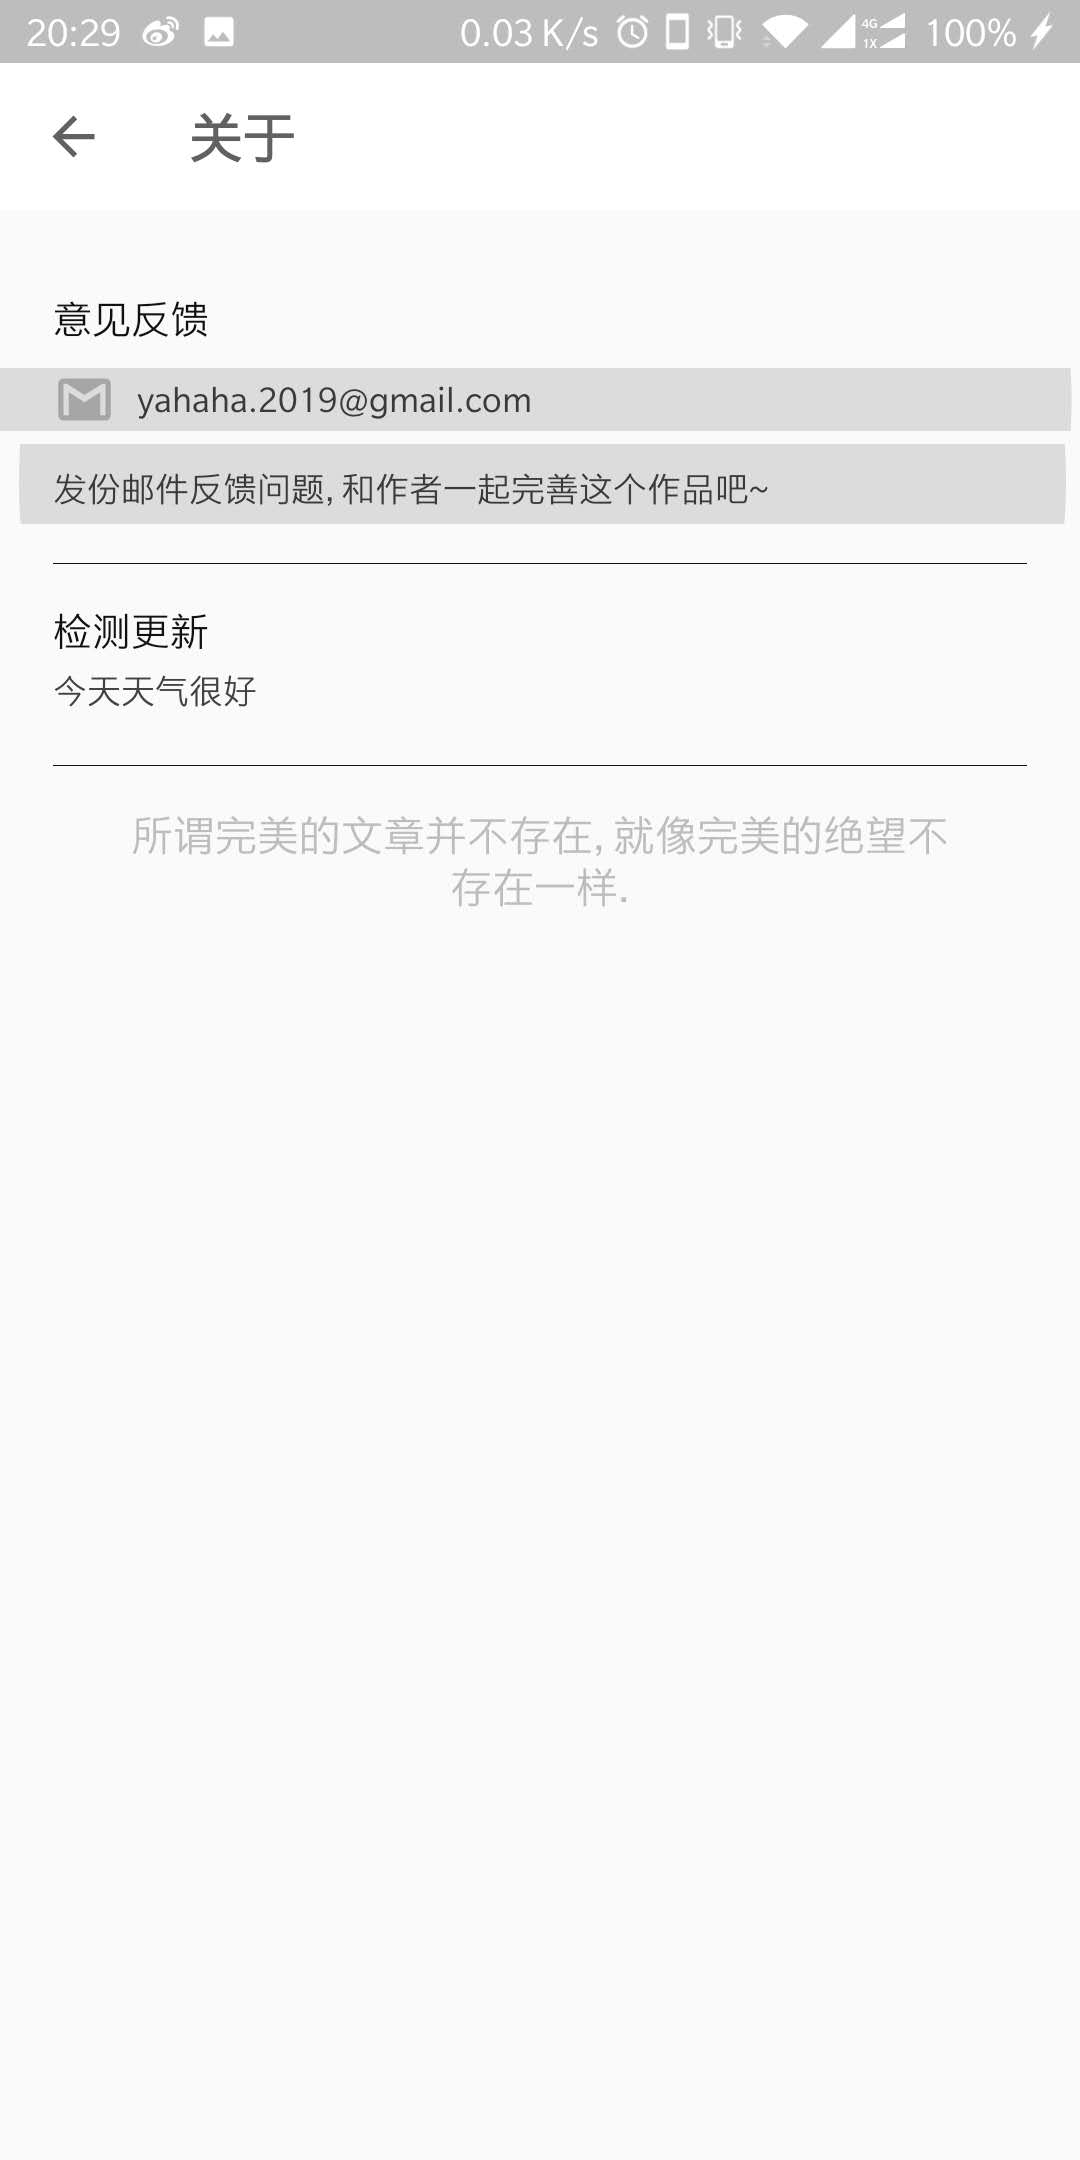 20:29 0.03 K/s 4G 1X 100%
关于
意见反馈
yahaha.2019@gmail.com
发份邮件反馈问题, 和作者一起完善这个作品吧~
检测更新
今天天气很好
所谓完美的文章并不存在, 就像完美的绝望不
存在一样.